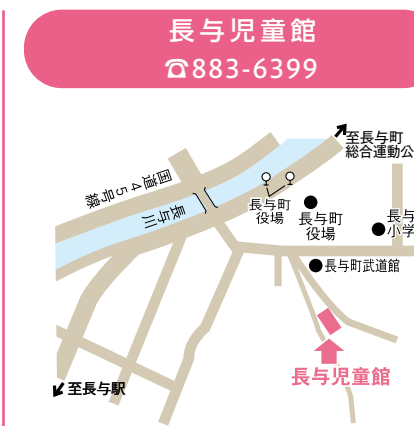 長与児童館
☎883-6399
至長与町
総合運動公
国道45号線
長与川
長与町
役場
長与町
役場
長与
小学
長与町武道館
長与児童館
至長与駅